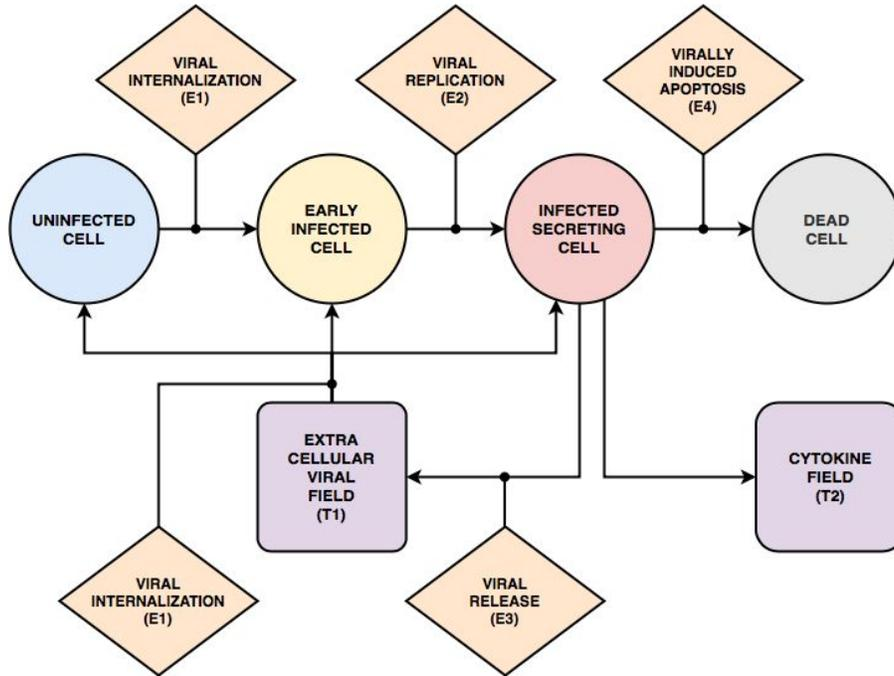 VIRAL
INTERNALIZATION
(E1)
VIRAL
REPLICATION
(E2)
VIRALLY
INDUCED
APOPTOSIS
(E4)
UNINFECTED
CELL
EARLY
INFECTED
CELL
INFECTED
SECRETING
CELL
DEAD
CELL
EXTRA
CELLULAR
VIRAL
FIELD
(T1)
CYTOKINE
FIELD
(T2)
VIRAL
INTERNALIZATION
(E1)
VIRAL
RELEASE
(E3)